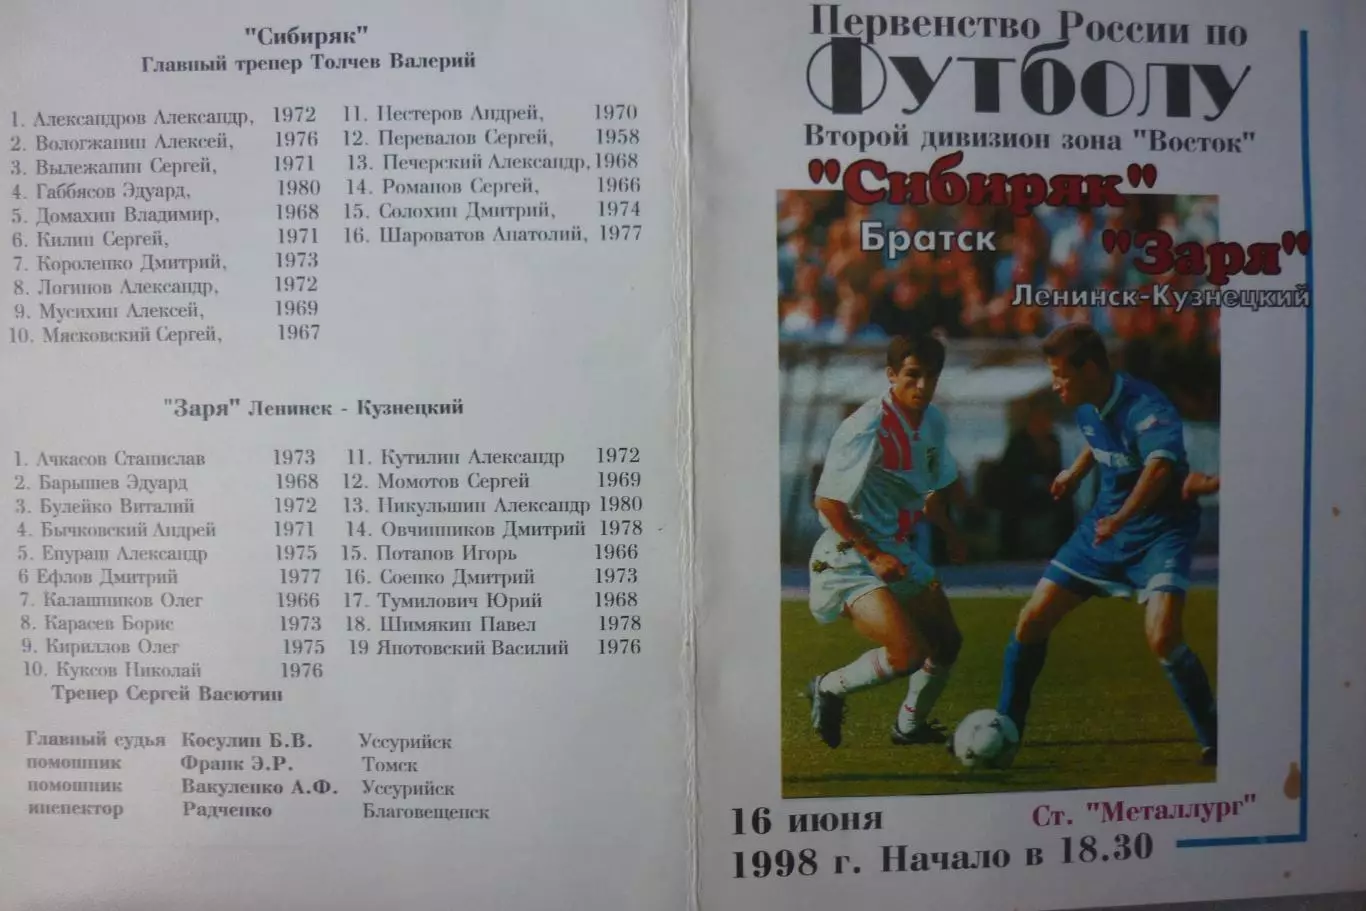 "Сибиряк"
Главный тренер Толчев Валерий
1. Александров Александр, 1972
2. Вологжанин Алексей, 1976
3. Вылежанин Сергей, 1971
4. Габбясов Эдуард, 1980
5. Домахин Владимир, 1968
6. Килин Сергей, 1971
7. Короленко Дмитрий, 1973
8. Логинов Александр, 1972
9. Мусихин Алексей, 1969
10. Мясковский Сергей, 1967
11. Нестеров Андрей, 1970
12. Перевалов Сергей, 1958
13. Печерский Александр, 1968
14. Романов Сергей, 1966
15. Солохин Дмитрий, 1974
16. Шароватов Анатолий, 1977
"Заря" Ленинск - Кузнецкий
1. Ачкасов Станислав 1973
2. Барышев Эдуард 1968
3. Булейко Виталий 1972
4. Бычковский Андрей 1971
5. Епураш Александр 1975
6 Ефлов Дмитрий 1977
7. Калашников Олег 1966
8. Карасев Борис 1973
9. Кириллов Олег 1975
10. Куксов Николай 1976
11. Кутилин Александр 1972
12. Момотов Сергей 1969
13. Никульшин Александр 1980
14. Овчинников Дмитрий 1978
15. Потапов Игорь 1966
16. Соенко Дмитрий 1973
17. Тумилович Юрий 1968
18. Шимякин Павел 1978
19 Япотовский Василий 1976
Тренер Сергей Васютин
Главный судья Косулин Б.В. Уссурийск
помошник Франк Э.Р. Томск
помошник Вакуленко А.Ф. Уссурийск
инспектор Радченко Благовещенск
Первенство России по
Футболу
Второй дивизион зона "Восток"
"Сибиряк"
Братск
"Заря"
Ленинск-Кузнецкий
16 июня Ст. "Металлург"
1998 г. Начало в 18.30